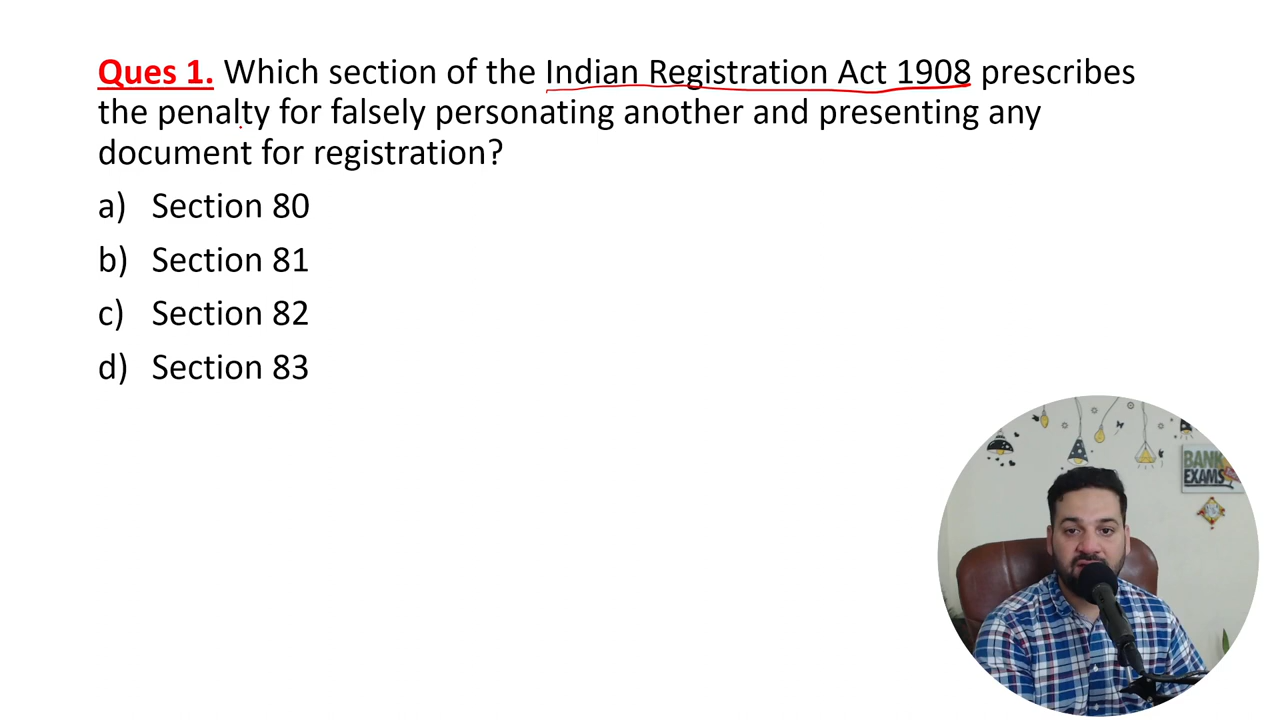 Ques 1. Which section of the Indian Registration Act 1908 prescribes
the penalty for falsely personating another and presenting any
document for registration?
a) Section 80
b) Section 81
c) Section 82
d) Section 83
BANK
EXAMS